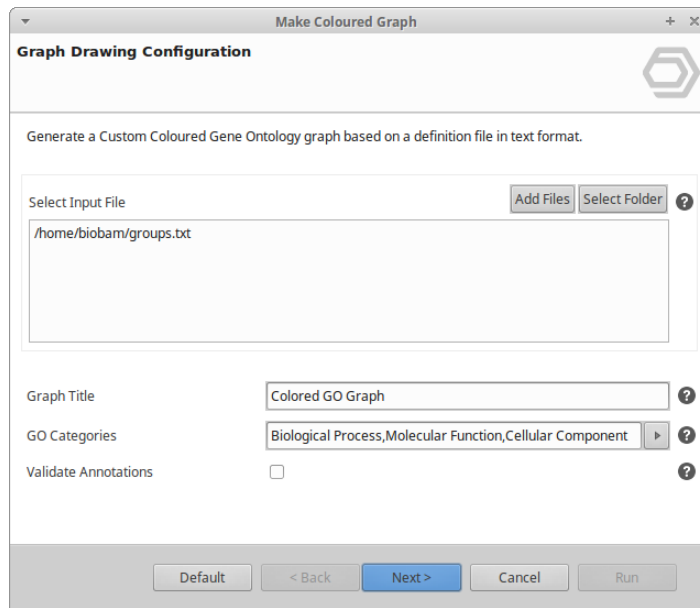 Make Coloured Graph
Graph Drawing Configuration
Generate a Custom Coloured Gene Ontology graph based on a definition file in text format.
Select Input File
Add Files
Select Folder
?
/home/biobam/groups.txt
Graph Title
Colored GO Graph
?
GO Categories
Biological Process,Molecular Function,Cellular Component
?
Validate Annotations
?
Default
< Back
Next >
Cancel
Run